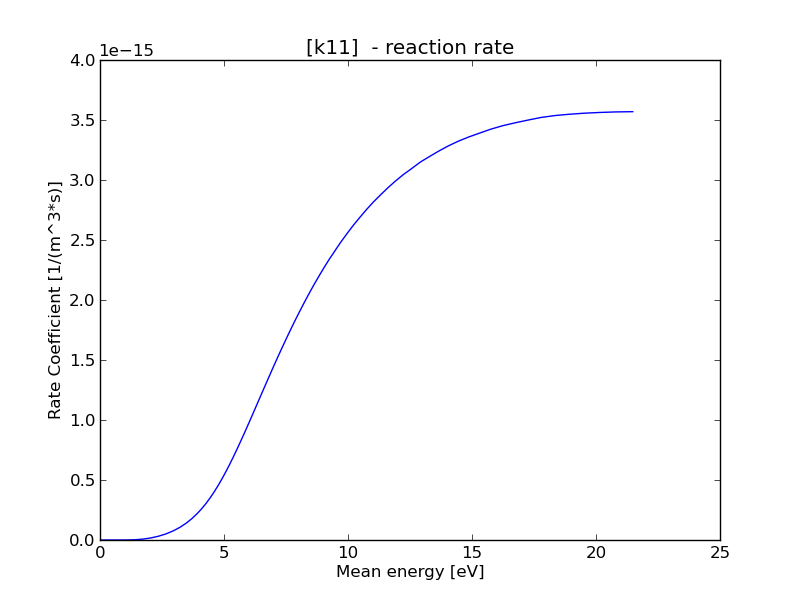 [k11]  - reaction rate
1e−15
4.0
3.5
3.0
2.5
2.0
1.5
1.0
0.5
0.0
Rate Coefficient [1/(m^3*s)]
0 5 10 15 20 25
Mean energy [eV]